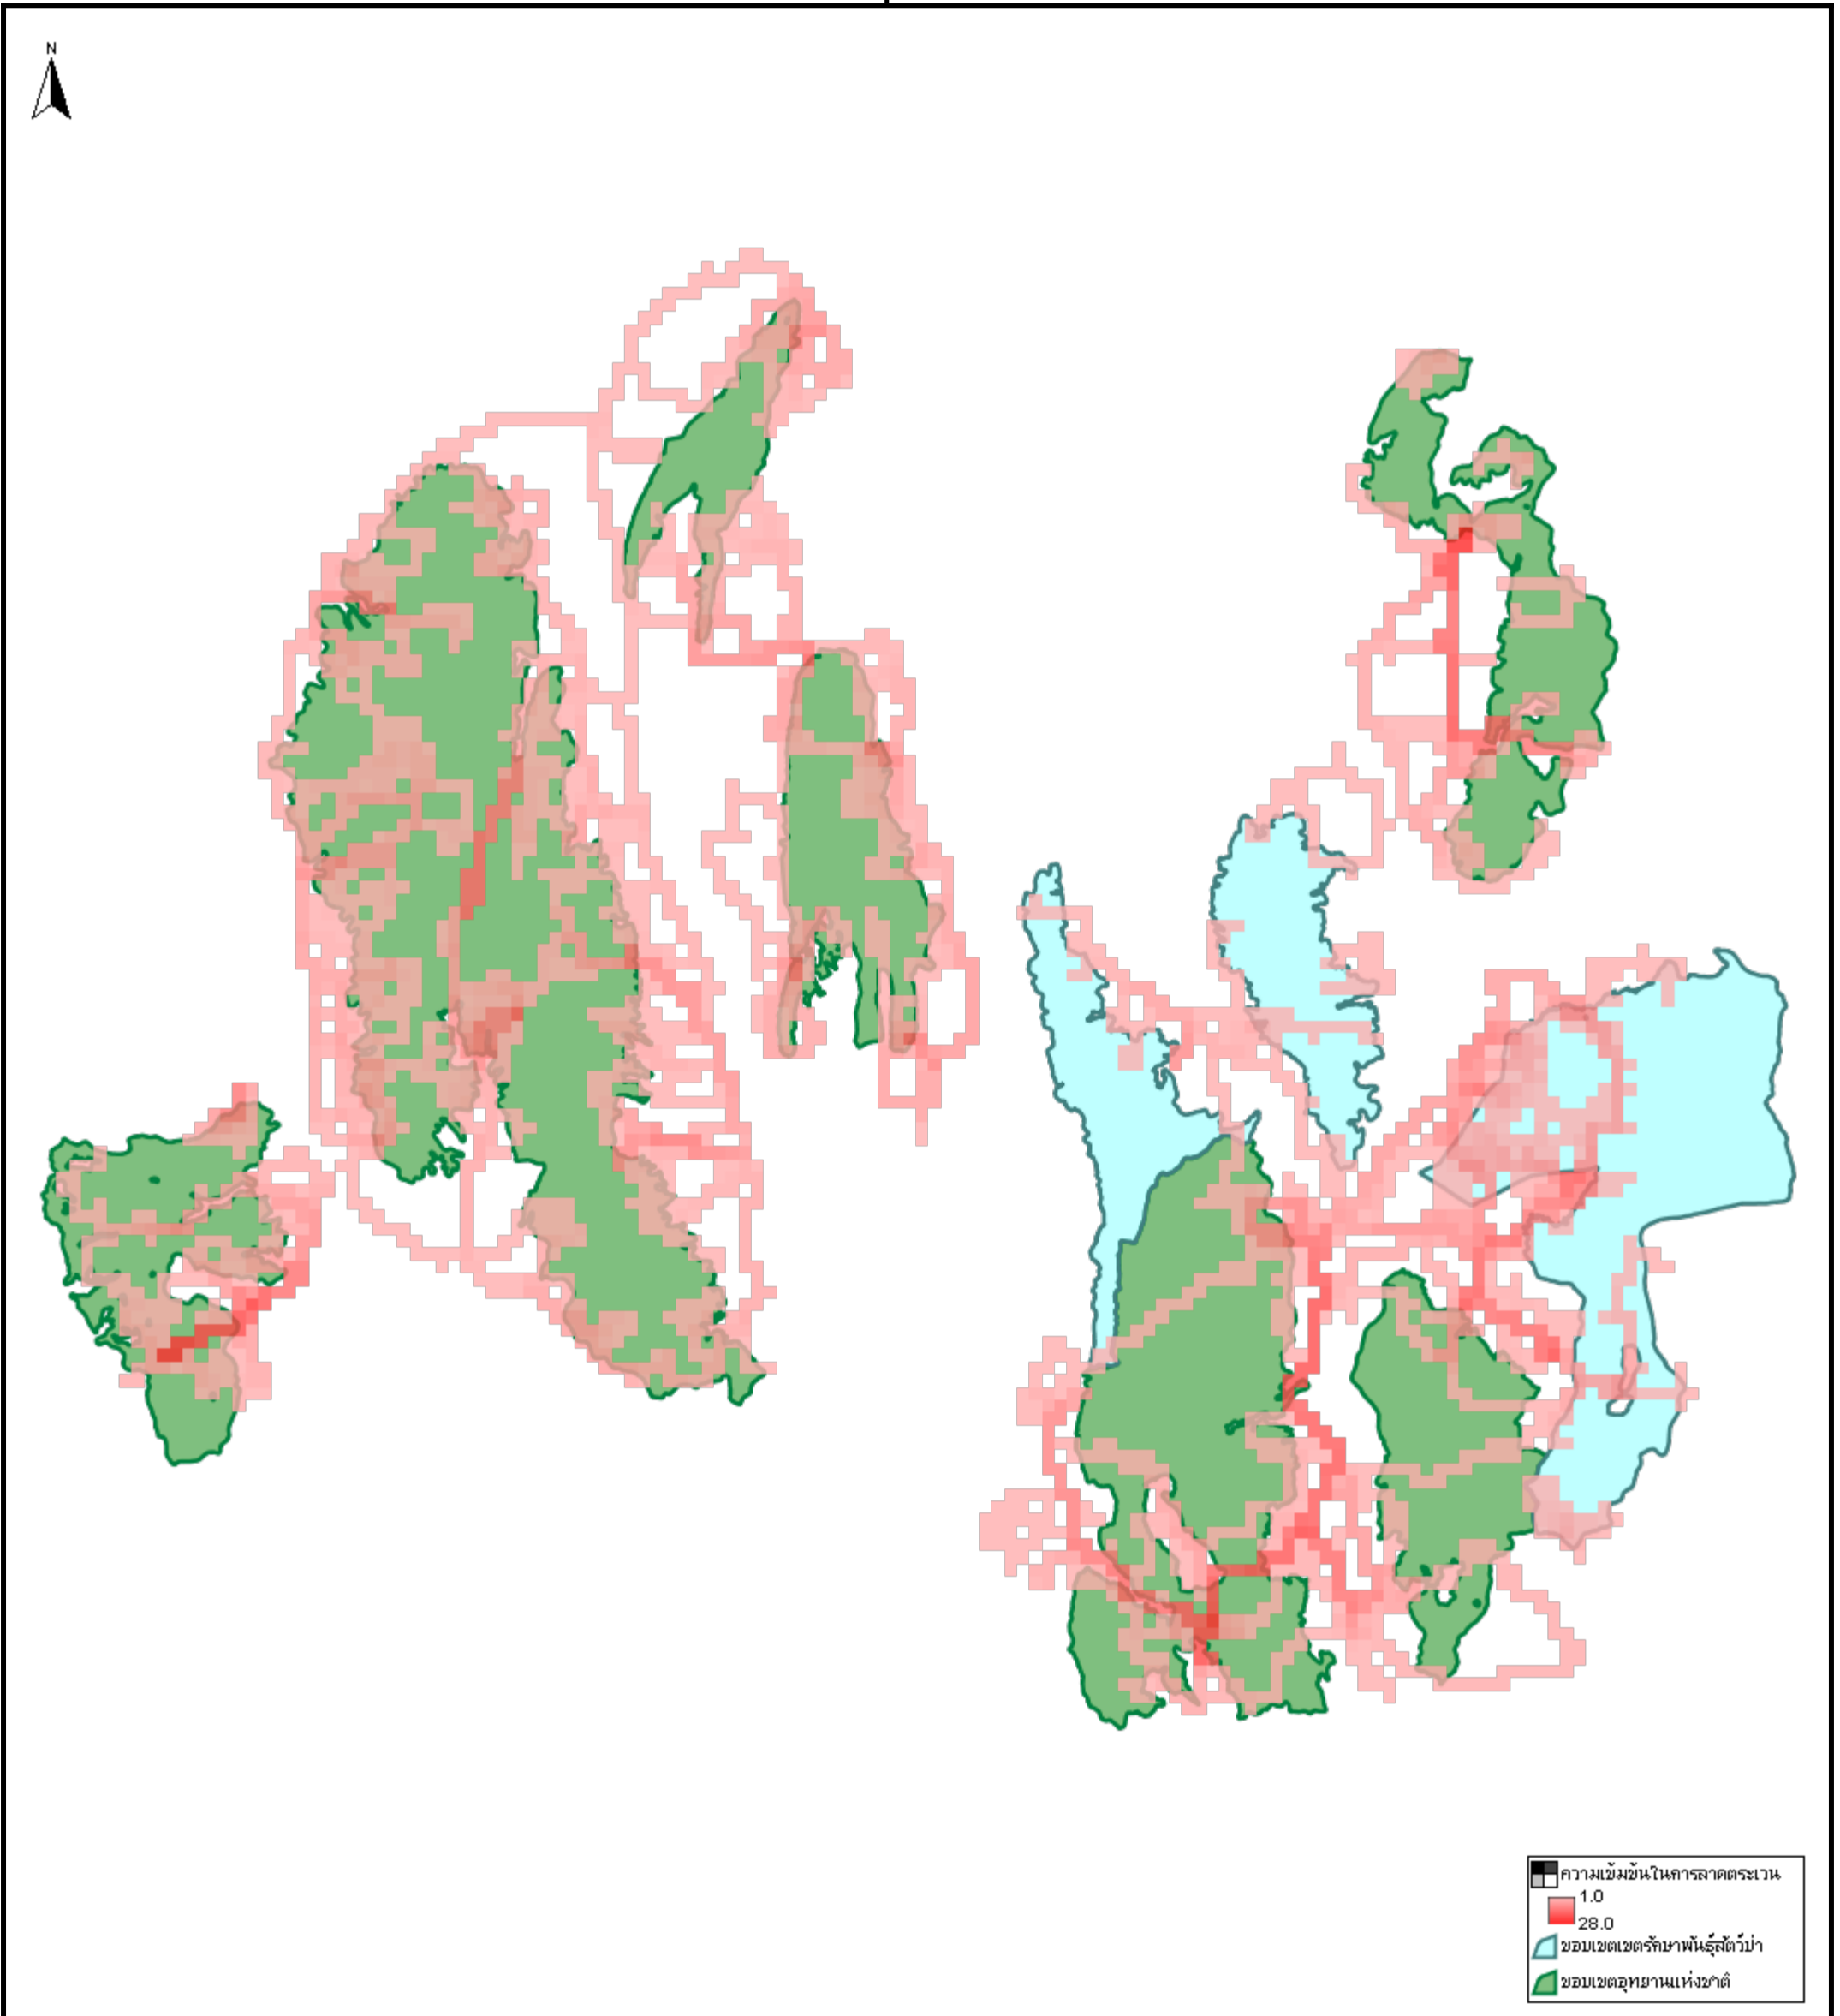 N
ความเข้มข้นในการลาดตระเวน
1.0
28.0
ขอบเขตเขตรักษาพันธุ์สัตว์ป่า
ขอบเขตอุทยานแห่งชาติ